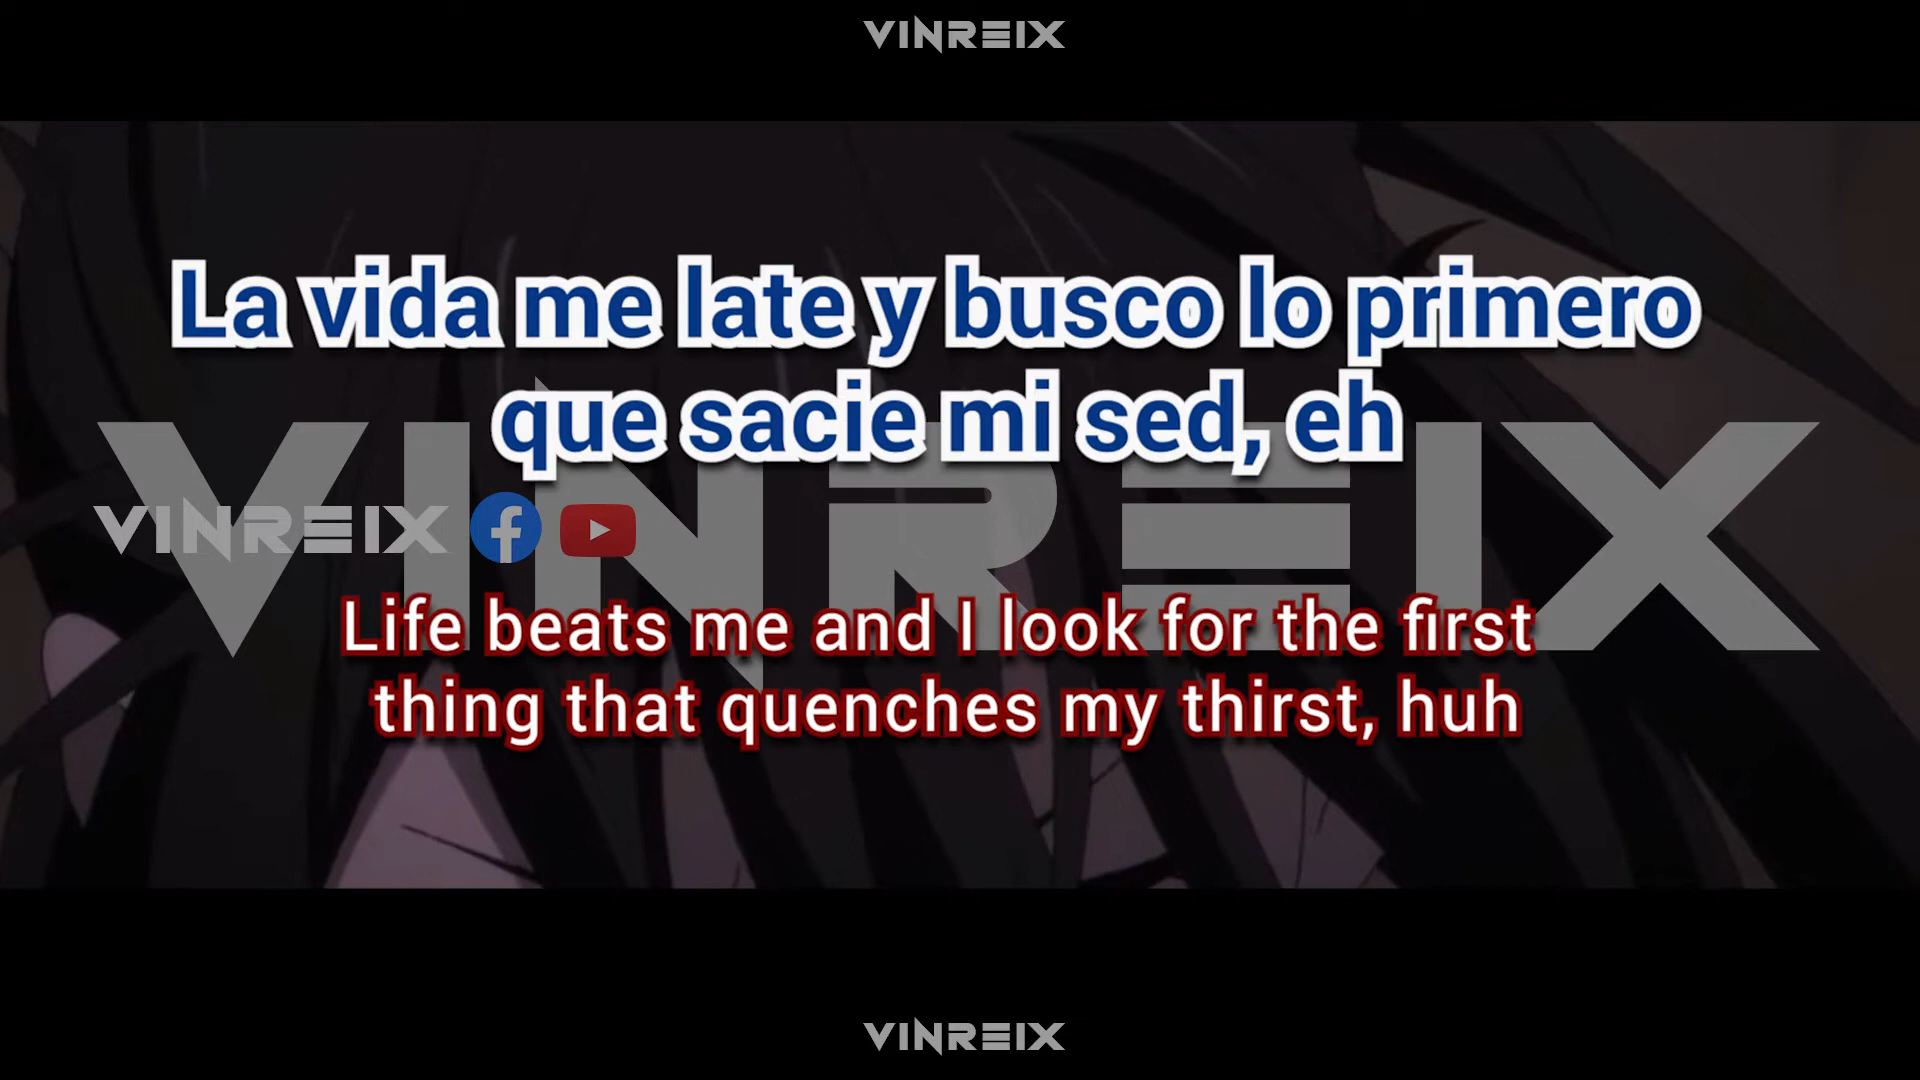 VINREIX
La vida me late y busco lo primero
que sacie mi sed, eh
VINREIX
VINREIX
Life beats me and I look for the first
thing that quenches my thirst, huh
VINREIX